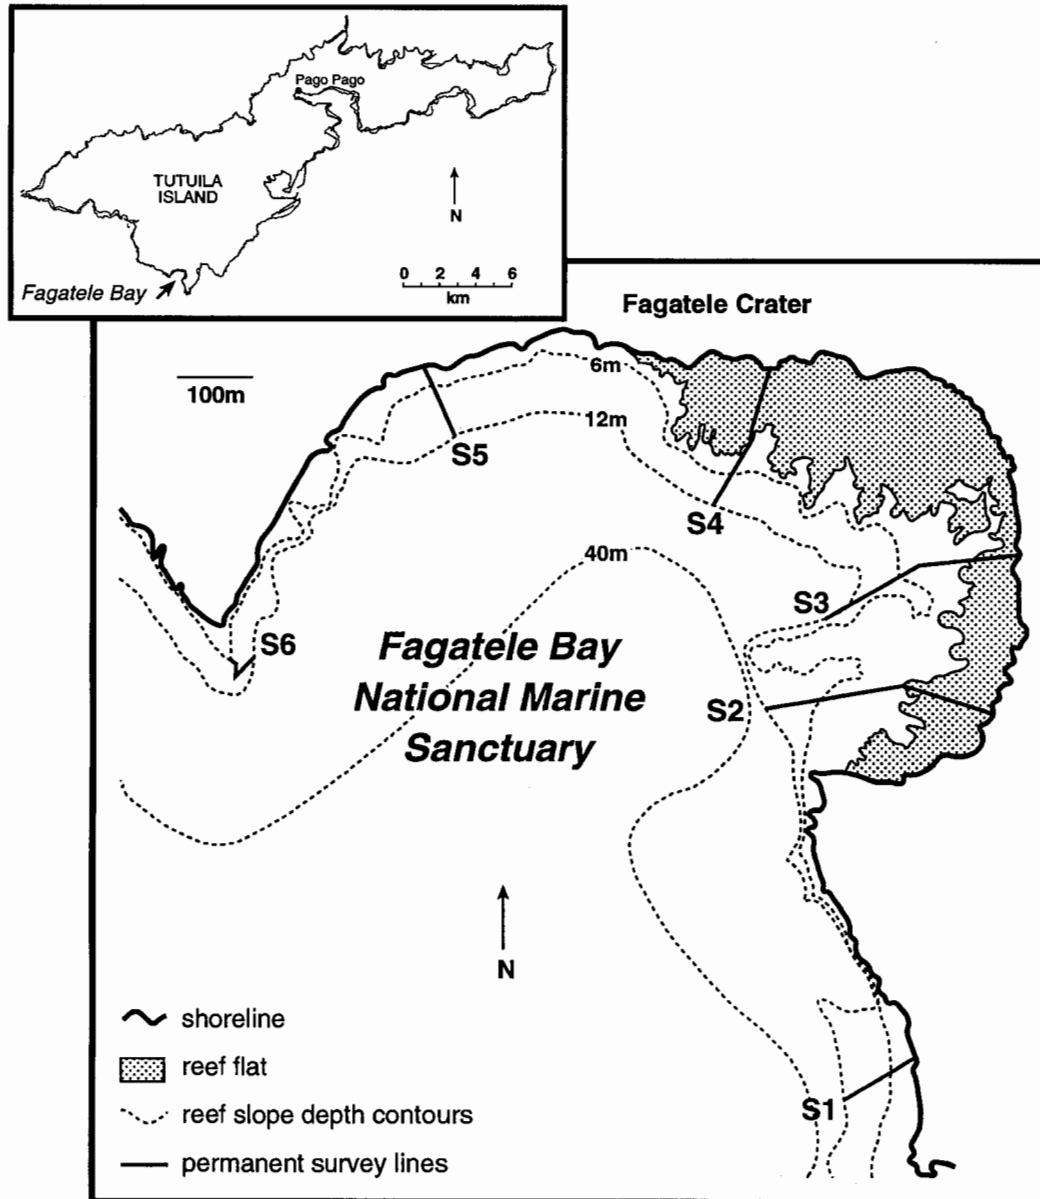 Pago Pago
TUTUILA
ISLAND
N
Fagatele Bay
0 2 4 6
km
Fagatele Crater
100m
6m
12m
S5
S4
40m
S3
S6
Fagatele Bay
National Marine
Sanctuary
S2
N
shoreline
reef flat
reef slope depth contours
S1
permanent survey lines